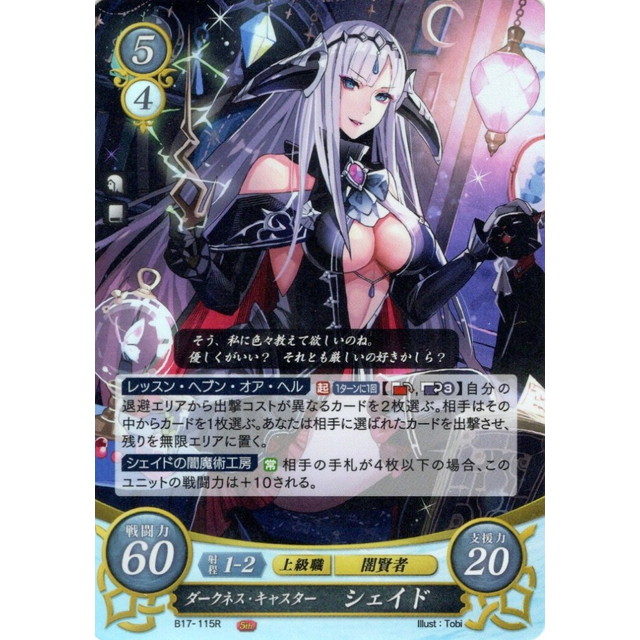 5
4
そう、私に色々教えて欲しいのね。
優しくがいい? それとも厳しいの好きかしら?
レッスン・ヘブン・オア・ヘル 起 1ターンに1回【、3】自分の
退避エリアから出撃コストが異なるカードを2枚選ぶ。相手はその
中からカードを1枚選ぶ。あなたは相手に選ばれたカードを出撃させ、
残りを無限エリアに置く。
シェイドの闇魔術工房 常 相手の手札が4枚以下の場合、この
ユニットの戦闘力は+10される。
戦闘力
60
射程 1-2 上級職 闇賢者
支援力
20
ダークネス・キャスター シェイド
B17-115R
Illust:Tobi